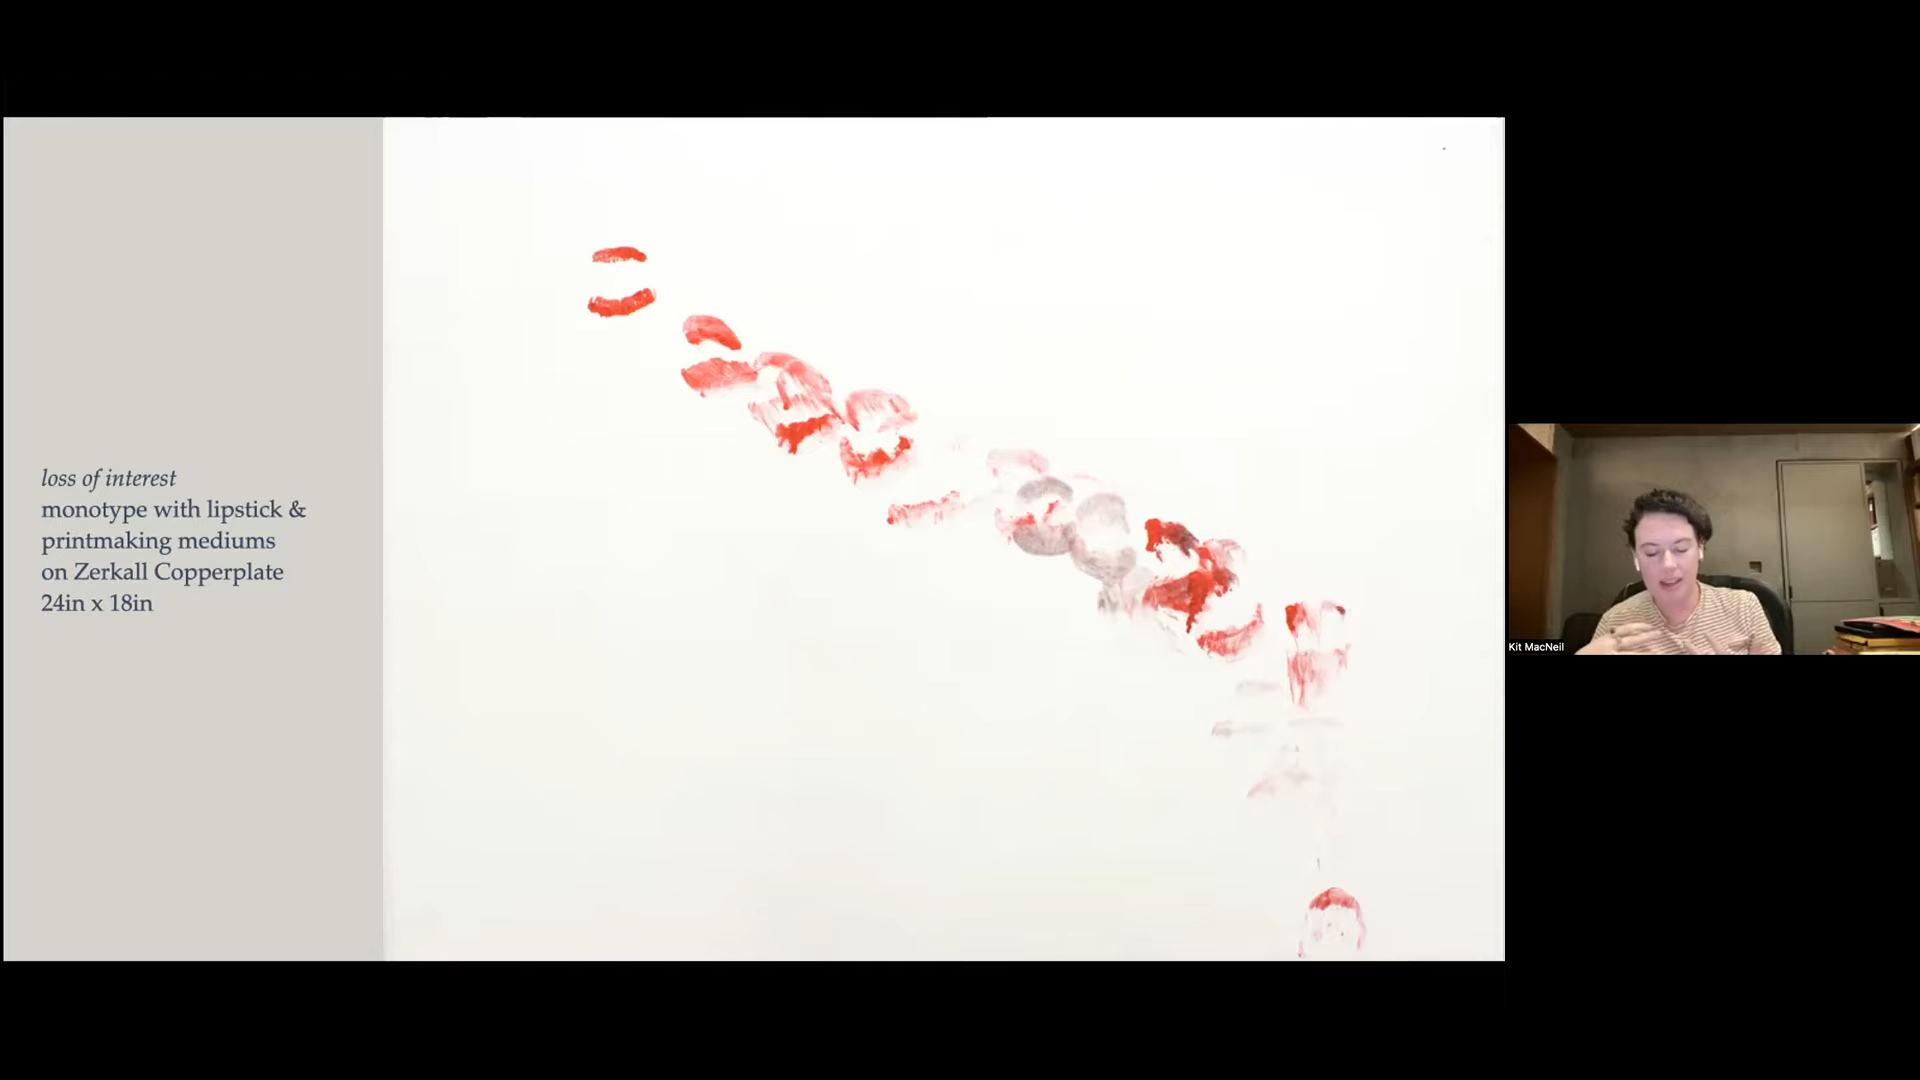 loss of interest
monotype with lipstick &
printmaking mediums
on Zerkall Copperplate
24in x 18in
Kit MacNeil